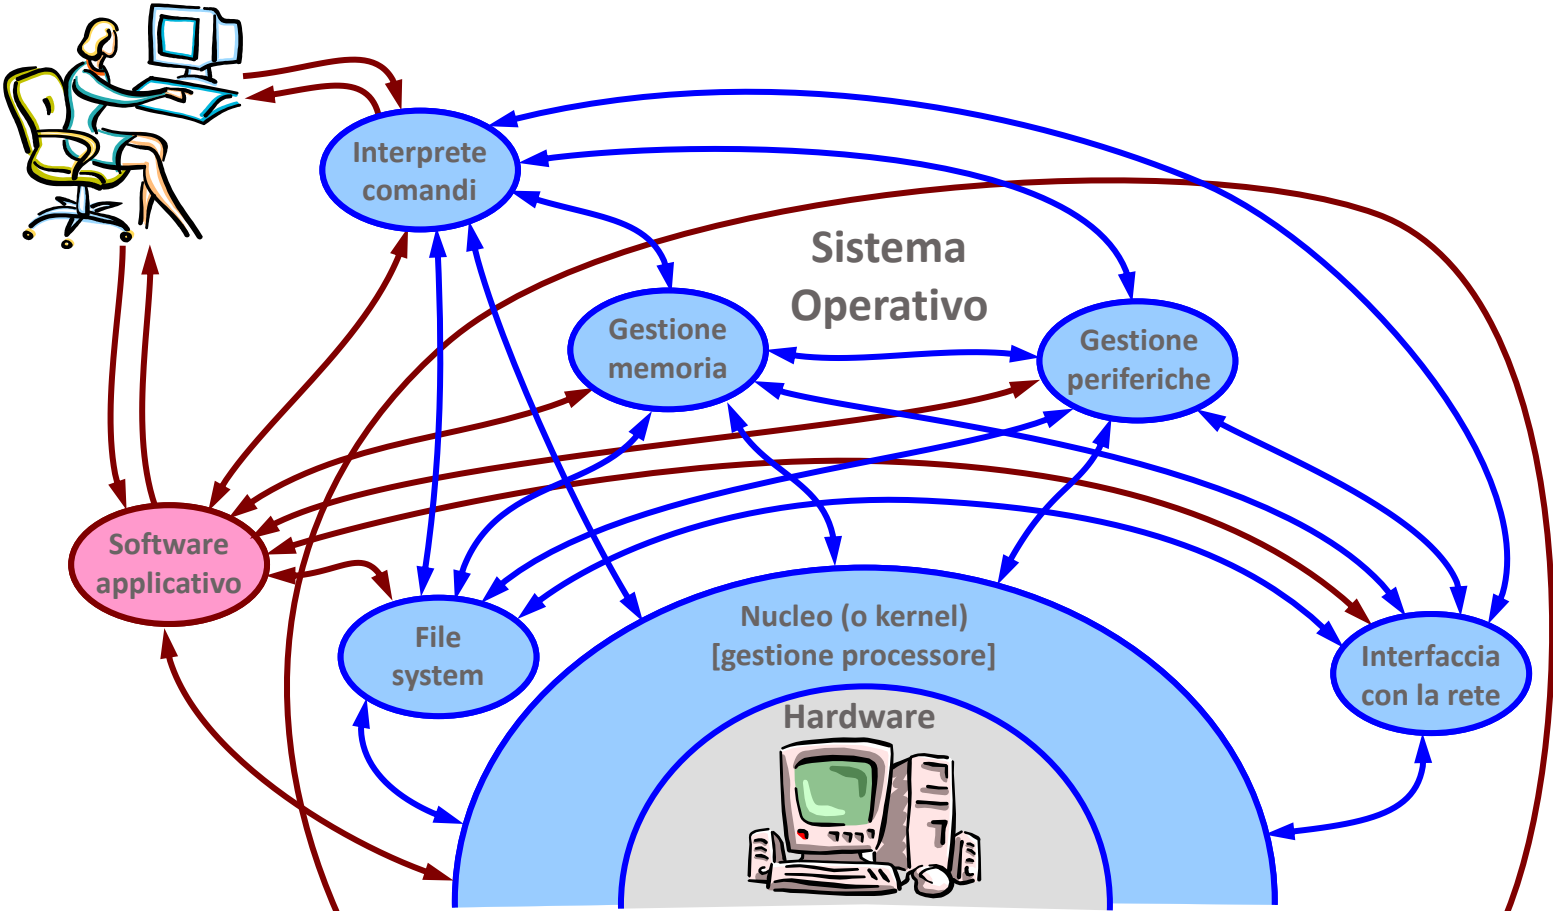 Interprete
comandi
Sistema
Operativo
Gestione
memoria
Gestione
periferiche
Software
applicativo
File
system
Nucleo (o kernel)
[gestione processore]
Interfaccia
con la rete
Hardware